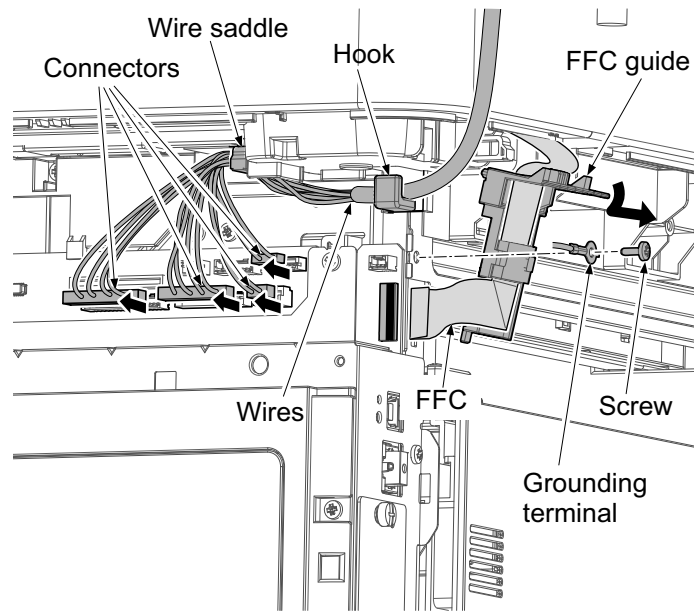 Wire saddle
Connectors
Hook
FFC guide
Wires
FFC
Screw
Grounding
terminal